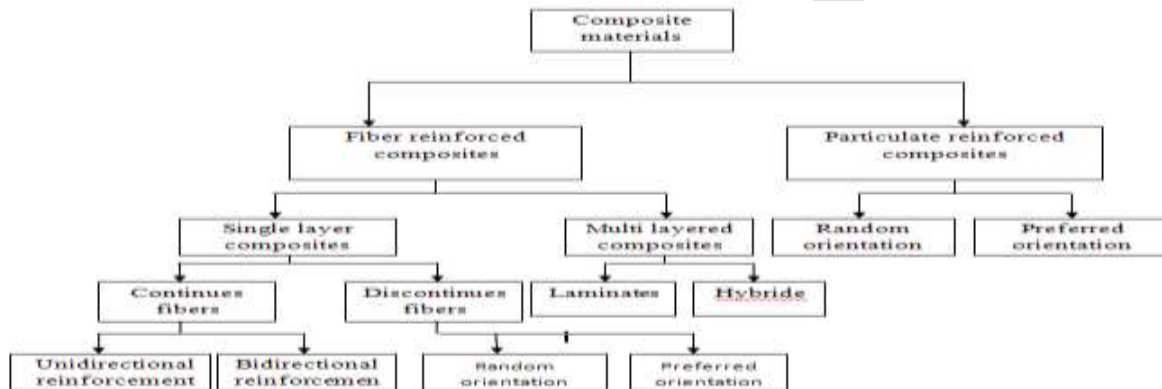 Composite
materials
Fiber reinforced
composites
Particulate reinforced
composites
Single layer
composites
Multi layered
composites
Random
orientation
Preferred
orientation
Continues
fibers
Discontinues
fibers
Laminates
Hybride
Unidirectional
reinforcement
Bidirectional
reinforcemen
Random
orientation
Preferred
orientation